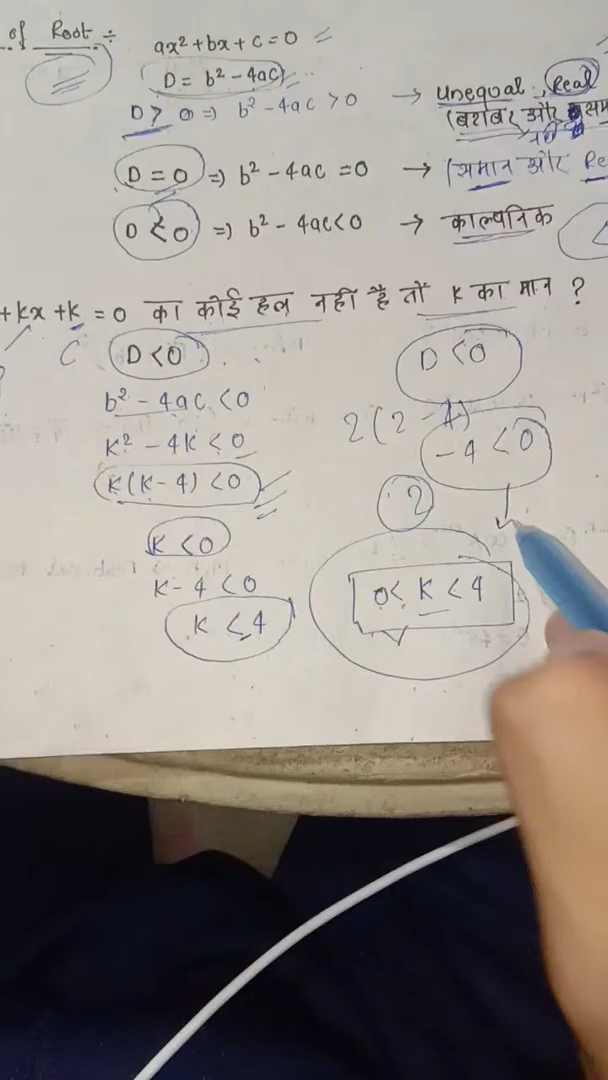 of Root ÷
ax² + bx + c = 0
D = b² - 4ac
D > 0 ⇒ b² - 4ac > 0 → unequal, Real
(बराबर और
D = 0 ⇒ b² - 4ac = 0 → (समान और Re
D < 0 ⇒ b² - 4ac < 0 → काल्पनिक
+ kx + k = 0 का कोई हल नहीं है तो K का मान ?
C D < 0
b² - 4ac < 0
K² - 4K < 0
K(K - 4) < 0
K < 0
K - 4 < 0
K < 4
D < 0
2(2 - 4)
- 4 < 0
2
0 < K < 4